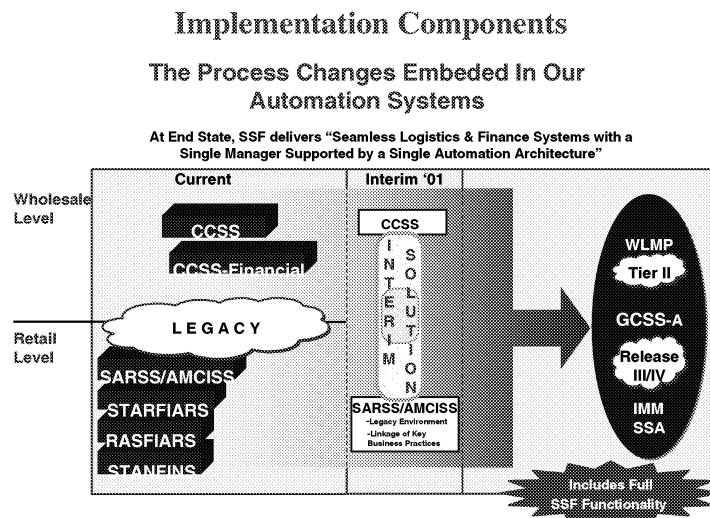 Implementation Components
The Process Changes Embeded In Our
Automation Systems
At End State, SSF delivers “Seamless Logistics & Finance Systems with a
Single Manager Supported by a Single Automation Architecture”
Current
Interim ‘01
Wholesale
Level
CCSS
CCSS-Financial
LEGACY
Retail
Level
SARSS/AMCISS
STARFIARS
RASFIARS
STANFINS
CCSS
INTERIM
SOLUTION
SARSS/AMCISS
-Legacy Environment
-Linkage of Key
Business Practices
WLMP
Tier II
GCSS-A
Release
III/IV
IMM
SSA
Includes Full
SSF Functionality